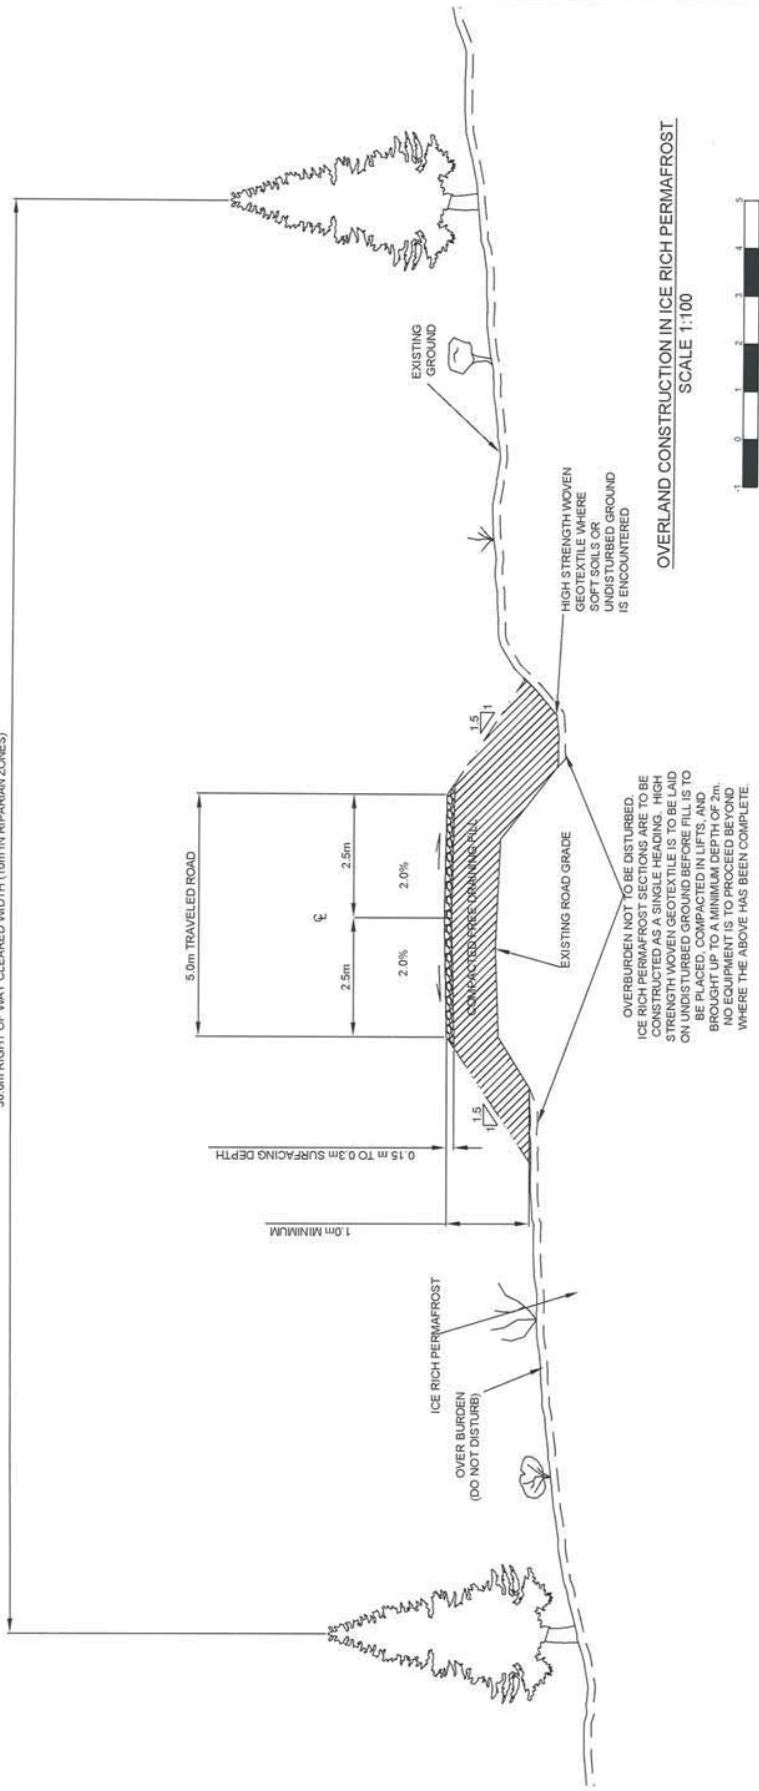 30.0m RIGHT OF WAY CLEARED WIDTH (10m IN RIPARIAN ZONES)
5.0m TRAVELED ROAD
℄
2.5m
2.5m
2.0%
2.0%
0.15 m TO 0.3m SURFACING DEPTH
1.0m MINIMUM
1.5
1
1.5
1
COMPACTED FREE DRAINING FILL
EXISTING ROAD GRADE
ICE RICH PERMAFROST
OVER BURDEN
(DO NOT DISTURB)
EXISTING
GROUND
HIGH STRENGTH WOVEN
GEOTEXTILE WHERE
SOFT SOILS OR
UNDISTURBED GROUND
IS ENCOUNTERED
OVERBURDEN NOT TO BE DISTURBED.
ICE RICH PERMAFROST SECTIONS ARE TO BE
CONSTRUCTED AS A SINGLE HEADING. HIGH
STRENGTH WOVEN GEOTEXTILE IS TO BE LAID
ON UNDISTURBED GROUND BEFORE FILL IS TO
BE PLACED, COMPACTED IN LIFTS, AND
BROUGHT UP TO A MINIMUM DEPTH OF 2m.
NO EQUIPMENT IS TO PROCEED BEYOND
WHERE THE ABOVE HAS BEEN COMPLETE.
OVERLAND CONSTRUCTION IN ICE RICH PERMAFROST
SCALE 1:100
-1 0 1 2 3 4 5